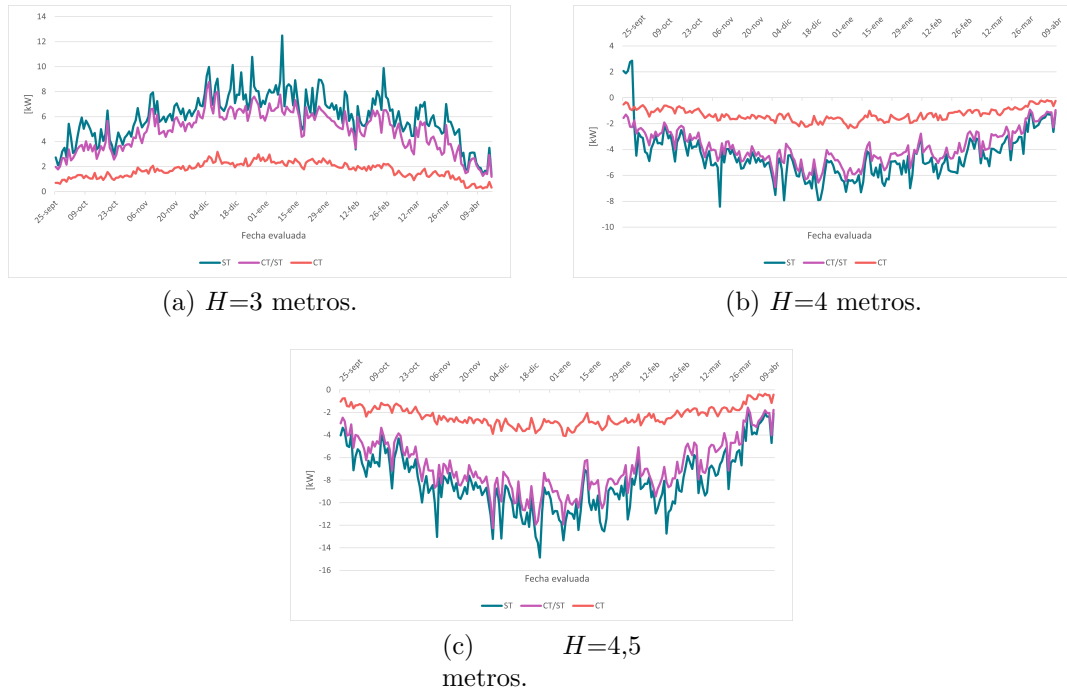 14
12
10
8
6
4
2
0
[kW]
25-sept
09-oct
23-oct
06-nov
20-nov
04-dic
18-dic
01-ene
15-ene
29-ene
12-feb
26-feb
12-mar
26-mar
09-abr
Fecha evaluada
ST CT/ST CT
(a) H=3 metros.
25-sept
09-oct
23-oct
06-nov
20-nov
04-dic
18-dic
01-ene
15-ene
29-ene
12-feb
26-feb
12-mar
26-mar
09-abr
4
2
0
-2
-4
-6
-8
-10
[kW]
Fecha evaluada
ST CT/ST CT
(b) H=4 metros.
25-sept
09-oct
23-oct
06-nov
20-nov
04-dic
18-dic
01-ene
15-ene
29-ene
12-feb
26-feb
12-mar
26-mar
09-abr
0
-2
-4
-6
-8
-10
-12
-14
-16
[kW]
Fecha evaluada
ST CT/ST CT
(c) H=4,5
metros.